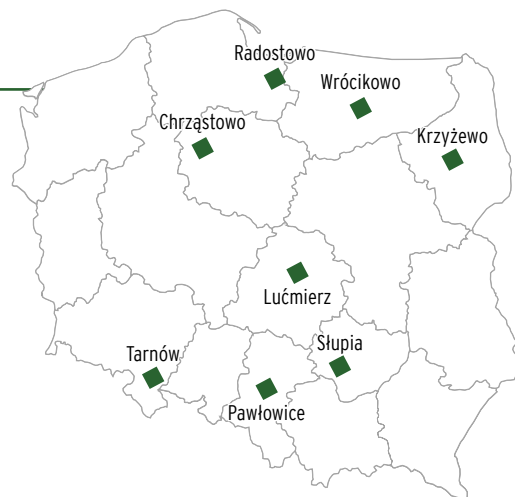 Radostowo
Wrócikowo
Chrząstowo
Krzyżewo
Lućmierz
Słupia
Tarnów
Pawłowice